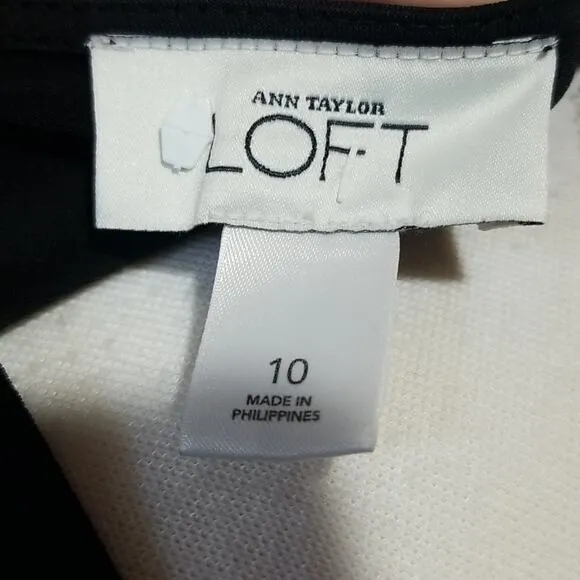 ANN TAYLOR
LOFT
10
MADE IN
PHILIPPINES